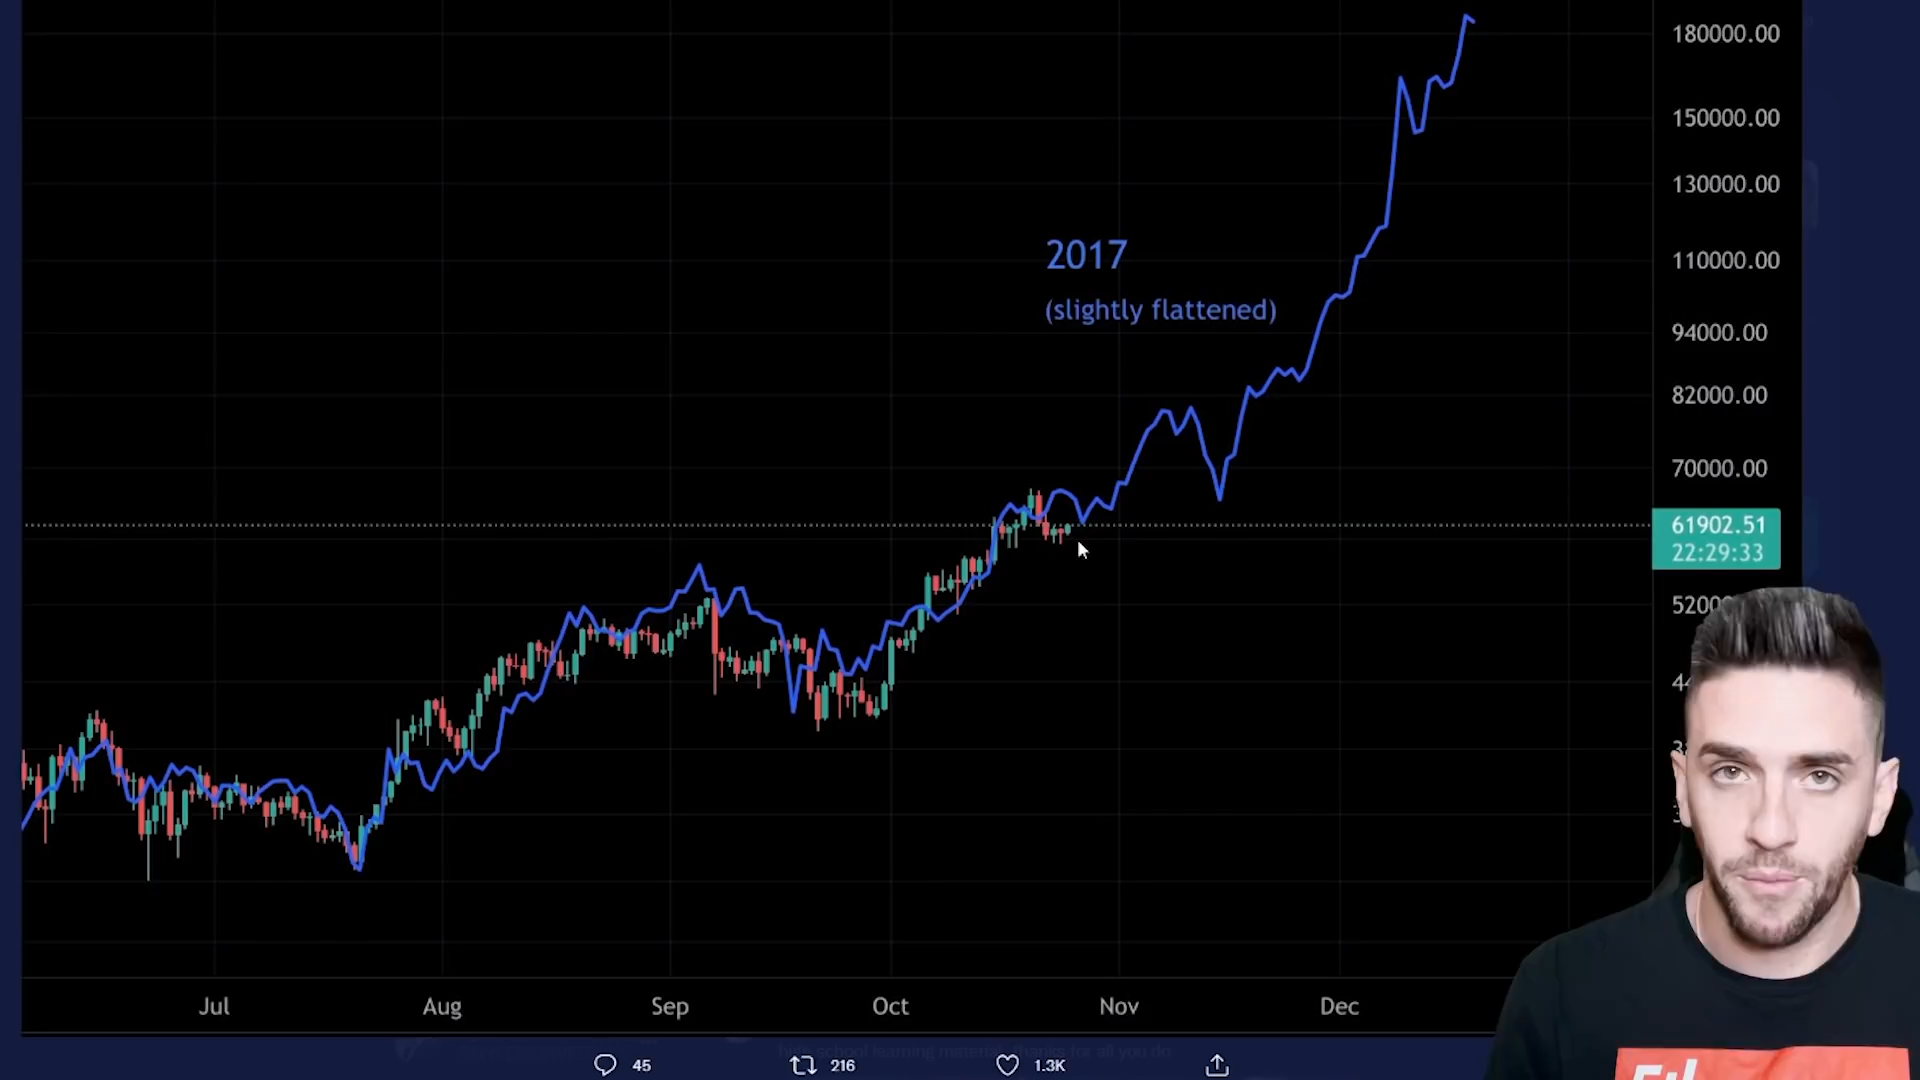 180000.00
150000.00
2017
130000.00
(slightly flattened)
110000.00
94000.00
82000.00
70000.00
61902.51
22:29:33
Jul
Aug
Sep
Oct
Nov
Dec
45
216
1.3K